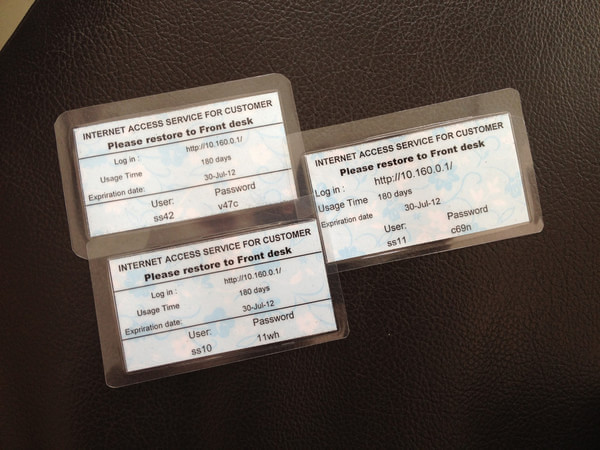 INTERNET ACCESS SERVICE FOR CUSTOMER
Please restore to Front desk
Log in : http://10.160.0.1/
Usage Time 180 days
Expriration date: 30-Jul-12
User: Password
ss42 v47c
INTERNET ACCESS SERVICE FOR CUSTOMER
Please restore to Front desk
Log in : http://10.160.0.1/
Usage Time 180 days
Expriration date 30-Jul-12
User: Password
ss11 c69n
INTERNET ACCESS SERVICE FOR CUSTOMER
Please restore to Front desk
Log in : http://10.160.0.1/
Usage Time 180 days
Expriration date: 30-Jul-12
User: Password
ss10 11wh